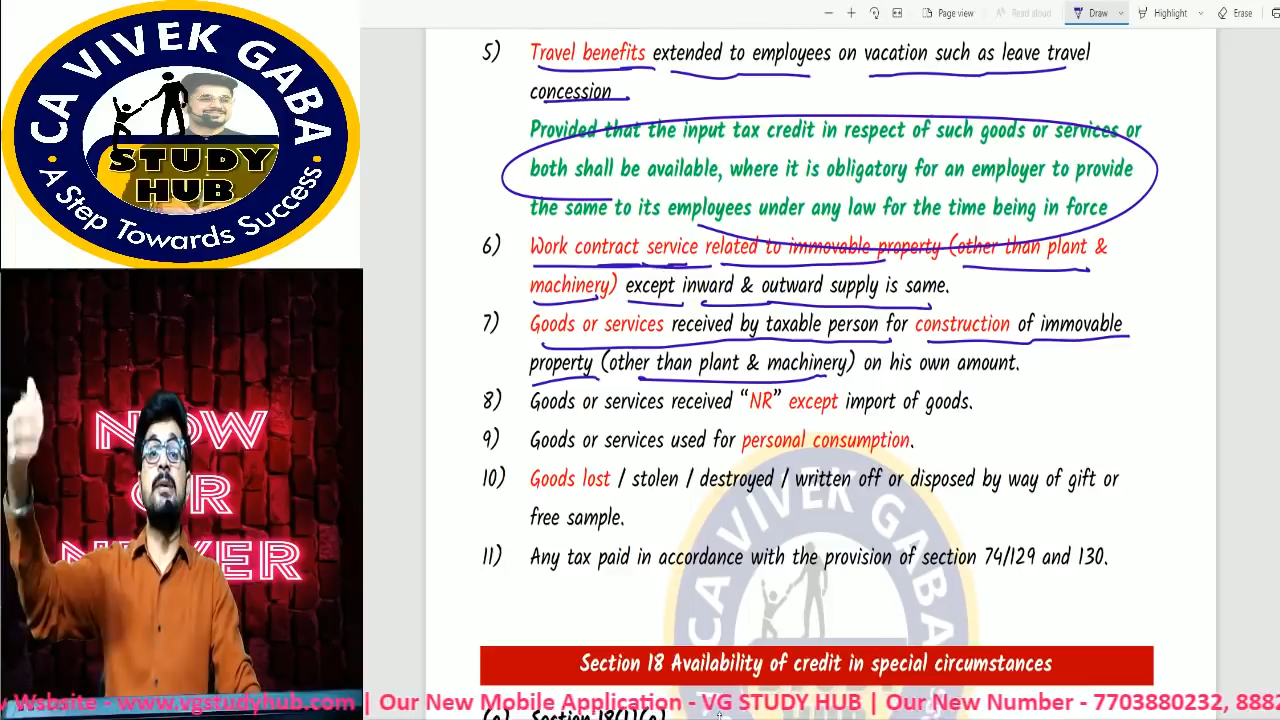 Page view
Read aloud
Draw
Highlight
Erase
CA VIVEK GABA
STUDY
HUB
A Step Towards Success
5) Travel benefits extended to employees on vacation such as leave travel
concession
Provided that the input tax credit in respect of such goods or services or
both shall be available, where it is obligatory for an employer to provide
the same to its employees under any law for the time being in force
6) Work contract service related to immovable property (other than plant &
machinery) except inward & outward supply is same.
7) Goods or services received by taxable person for construction of immovable
property (other than plant & machinery) on his own amount.
8) Goods or services received “NR” except import of goods.
9) Goods or services used for personal consumption.
10) Goods lost / stolen / destroyed / written off or disposed by way of gift or
free sample.
11) Any tax paid in accordance with the provision of section 74/129 and 130.
CA VIVEK GABA
NOW
OR
NEVER
Section 18 Availability of credit in special circumstances
(a) Section 18(1)(a)
Wsbsite - www.vgstudyhub.com | Our New Mobile Application - VG STUDY HUB | Our New Number - 7703880232, 888